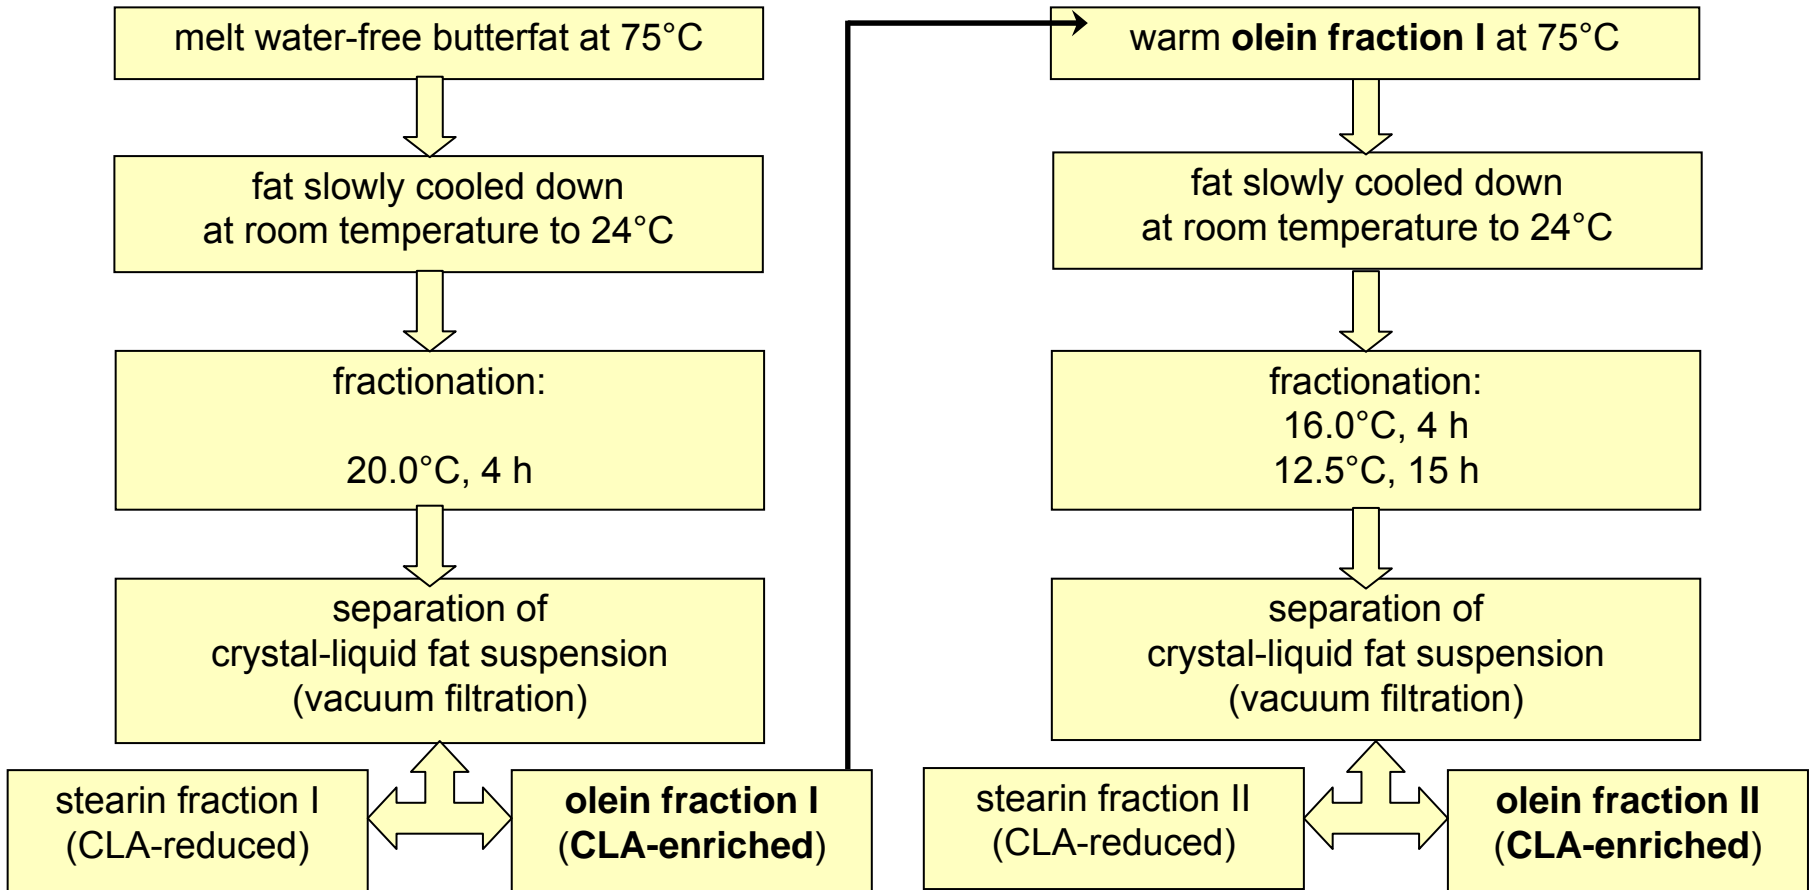 melt water-free butterfat at 75°C
fat slowly cooled down
at room temperature to 24°C
fractionation:
20.0°C, 4 h
separation of
crystal-liquid fat suspension
(vacuum filtration)
stearin fraction I
(CLA-reduced)
olein fraction I
(CLA-enriched)
warm olein fraction I at 75°C
fat slowly cooled down
at room temperature to 24°C
fractionation:
16.0°C, 4 h
12.5°C, 15 h
separation of
crystal-liquid fat suspension
(vacuum filtration)
stearin fraction II
(CLA-reduced)
olein fraction II
(CLA-enriched)